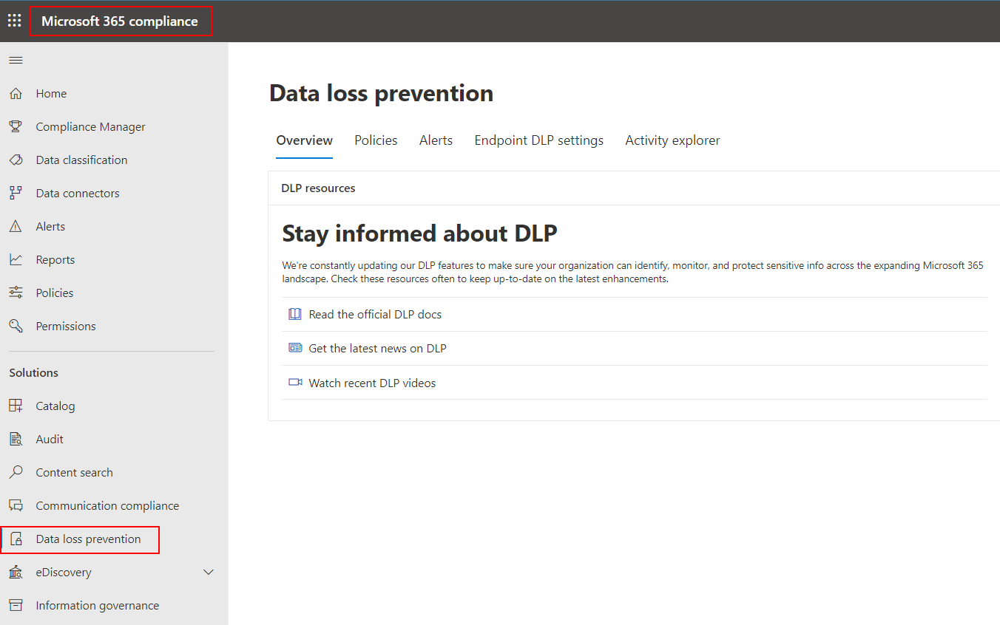 Microsoft 365 compliance
Home
Compliance Manager
Data classification
Data connectors
Alerts
Reports
Policies
Permissions
Solutions
Catalog
Audit
Content search
Communication compliance
Data loss prevention
eDiscovery
Information governance
Data loss prevention
Overview Policies Alerts Endpoint DLP settings Activity explorer
DLP resources
Stay informed about DLP
We're constantly updating our DLP features to make sure your organization can identify, monitor, and protect sensitive info across the expanding Microsoft 365
landscape. Check these resources often to keep up-to-date on the latest enhancements.
Read the official DLP docs
Get the latest news on DLP
Watch recent DLP videos